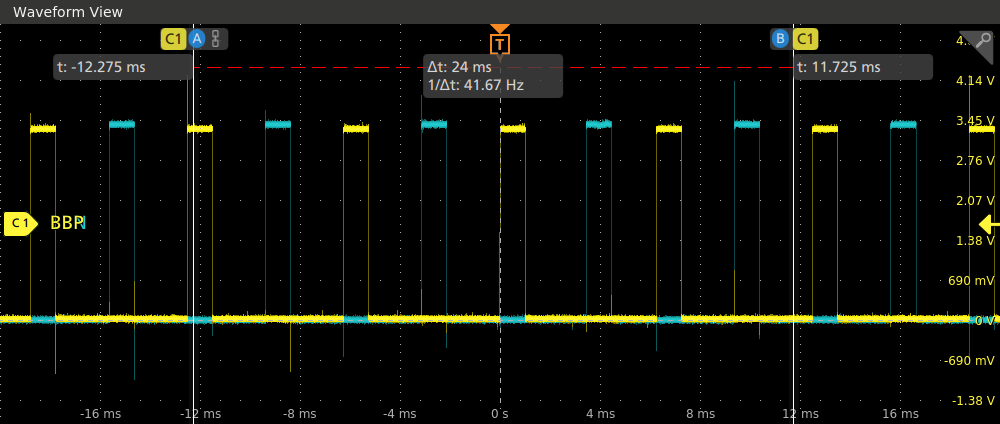 Waveform View
C1 A
B C1
T
4.
t: -12.275 ms
Δt: 24 ms
1/Δt: 41.67 Hz
t: 11.725 ms
4.14 V
3.45 V
2.76 V
2.07 V
C1
BBP
1.38 V
690 mV
0 V
-690 mV
-1.38 V
-16 ms
-12 ms
-8 ms
-4 ms
0 s
4 ms
8 ms
12 ms
16 ms